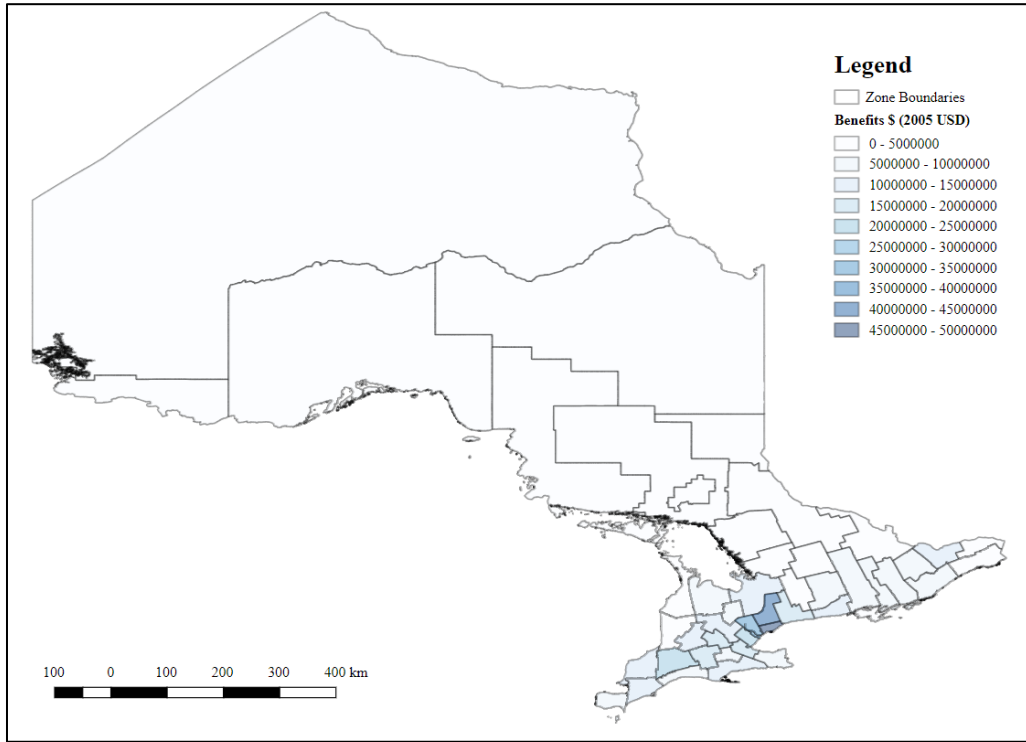 Legend
Zone Boundaries
Benefits $ (2005 USD)
0 - 5000000
5000000 - 10000000
10000000 - 15000000
15000000 - 20000000
20000000 - 25000000
25000000 - 30000000
30000000 - 35000000
35000000 - 40000000
40000000 - 45000000
45000000 - 50000000
100 0 100 200 300 400 km